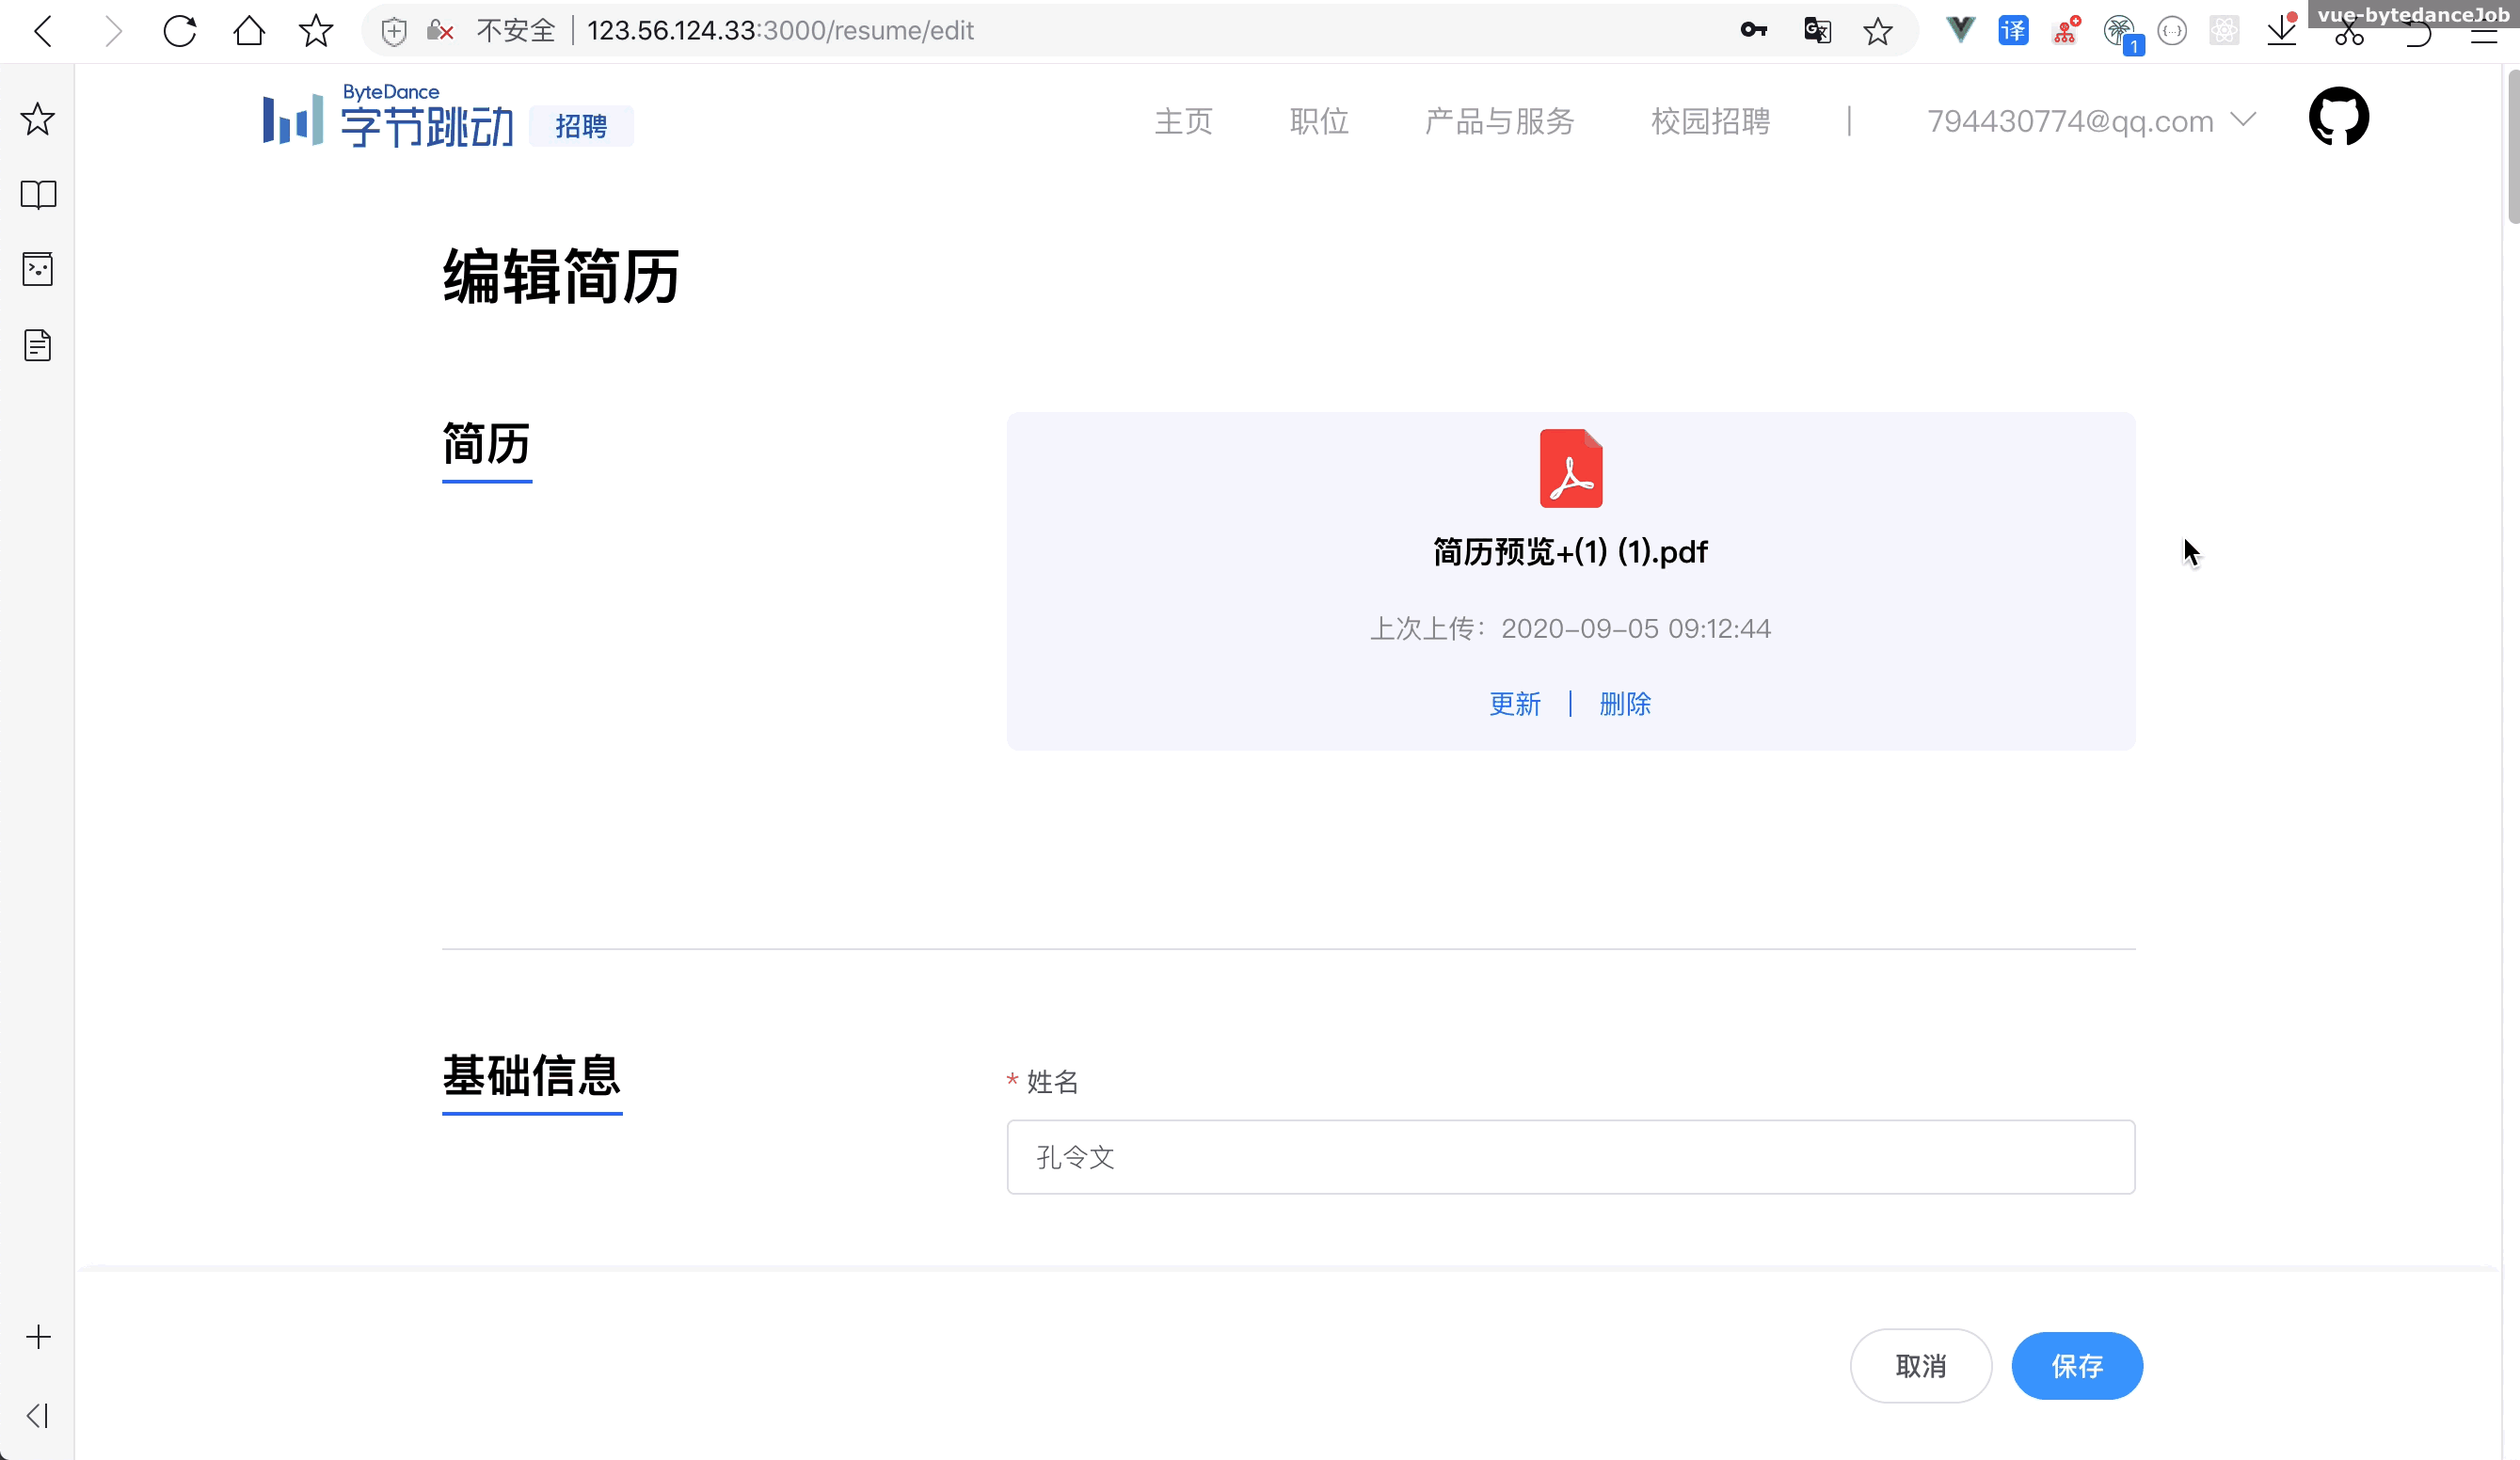 vue-bytedanceJob
不安全 | 123.56.124.33:3000/resume/edit
译
1
ByteDance
字节跳动 招聘
主页 职位 产品与服务 校园招聘 | 794430774@qq.com
编辑简历
简历
简历预览+(1) (1).pdf
上次上传：2020-09-05 09:12:44
更新 | 删除
基础信息
* 姓名
孔令文
取消 保存